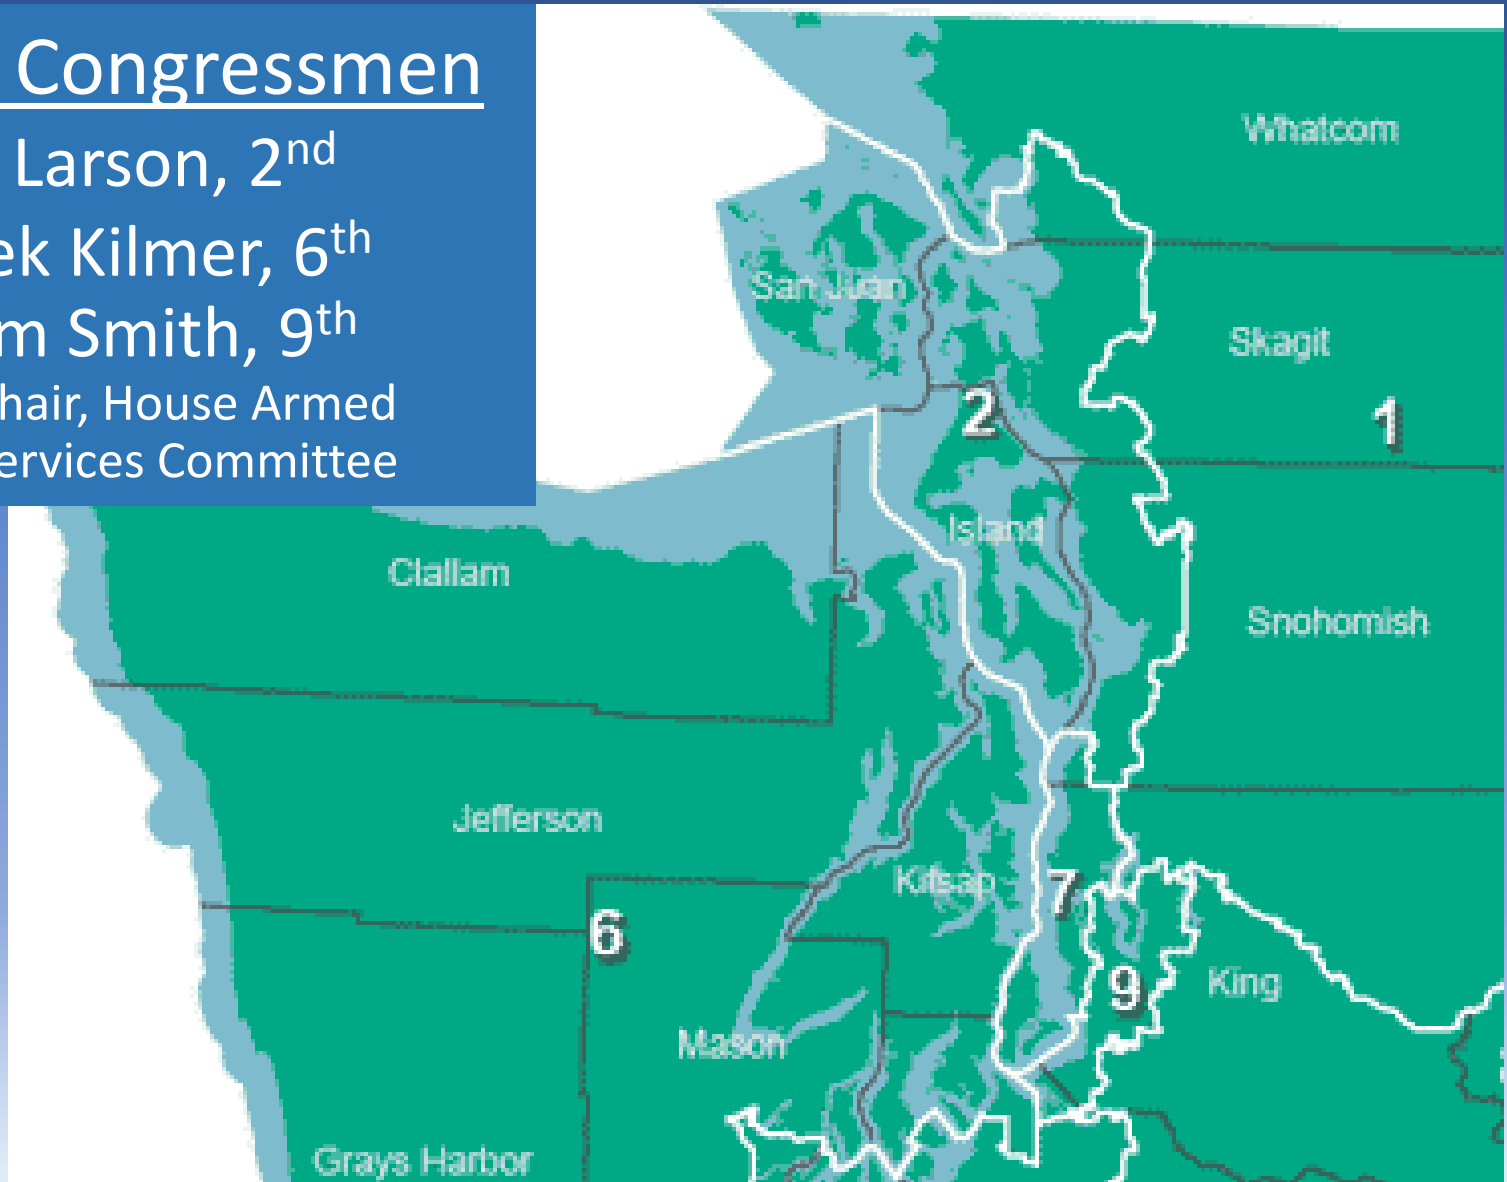 Congressmen
Larson, 2nd
ek Kilmer, 6th
m Smith, 9th
hair, House Armed
ervices Committee
Whatcom
San Juan
Skagit
2
1
Island
Clallam
Snohomish
Jefferson
Kitsap
7
6
9
King
Mason
Grays Harbor